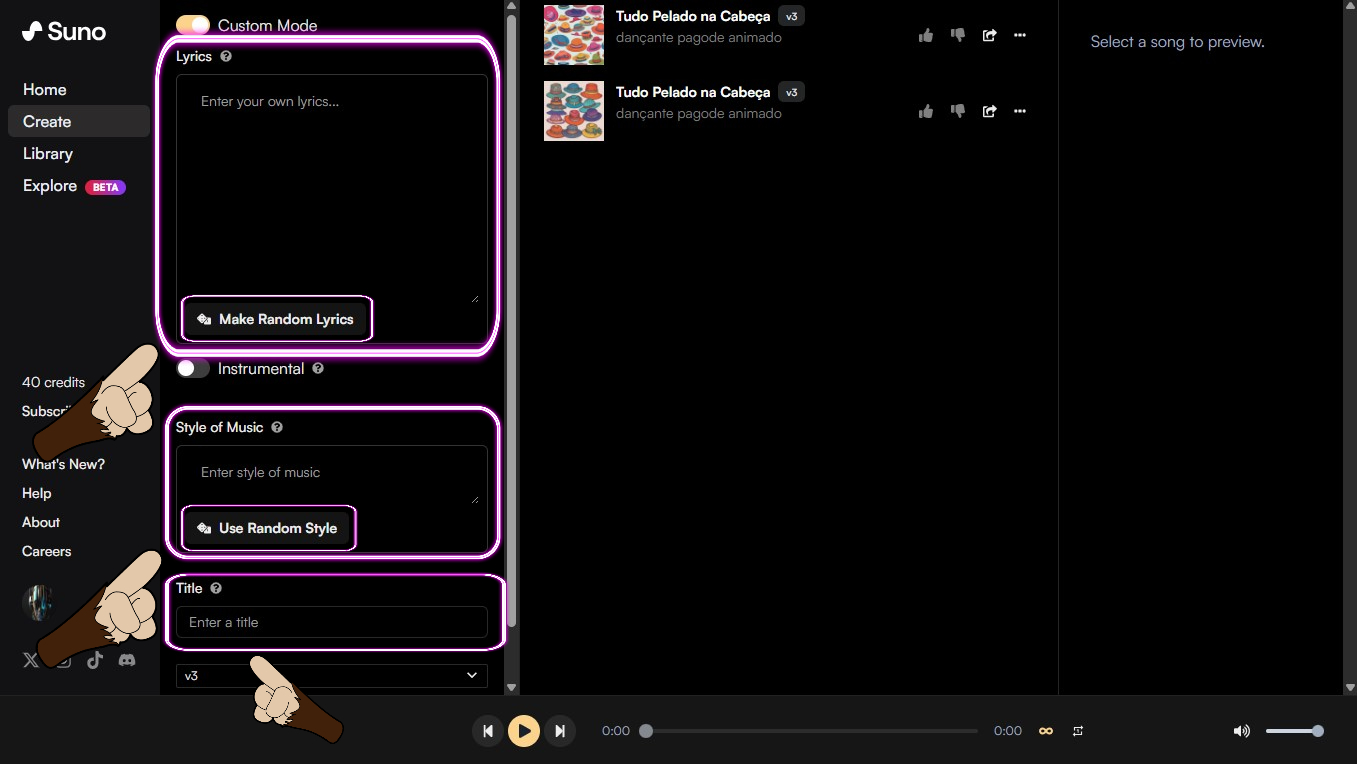 Suno
Home
Create
Library
Explore BETA
40 credits
What's New?
Help
About
Careers
Custom Mode
Lyrics
Enter your own lyrics...
Make Random Lyrics
Instrumental
Style of Music
Enter style of music
Use Random Style
Title
Enter a title
v3
Tudo Pelado na Cabeça v3
dançante pagode animado
Tudo Pelado na Cabeça v3
dançante pagode animado
Select a song to preview.
0:00
0:00